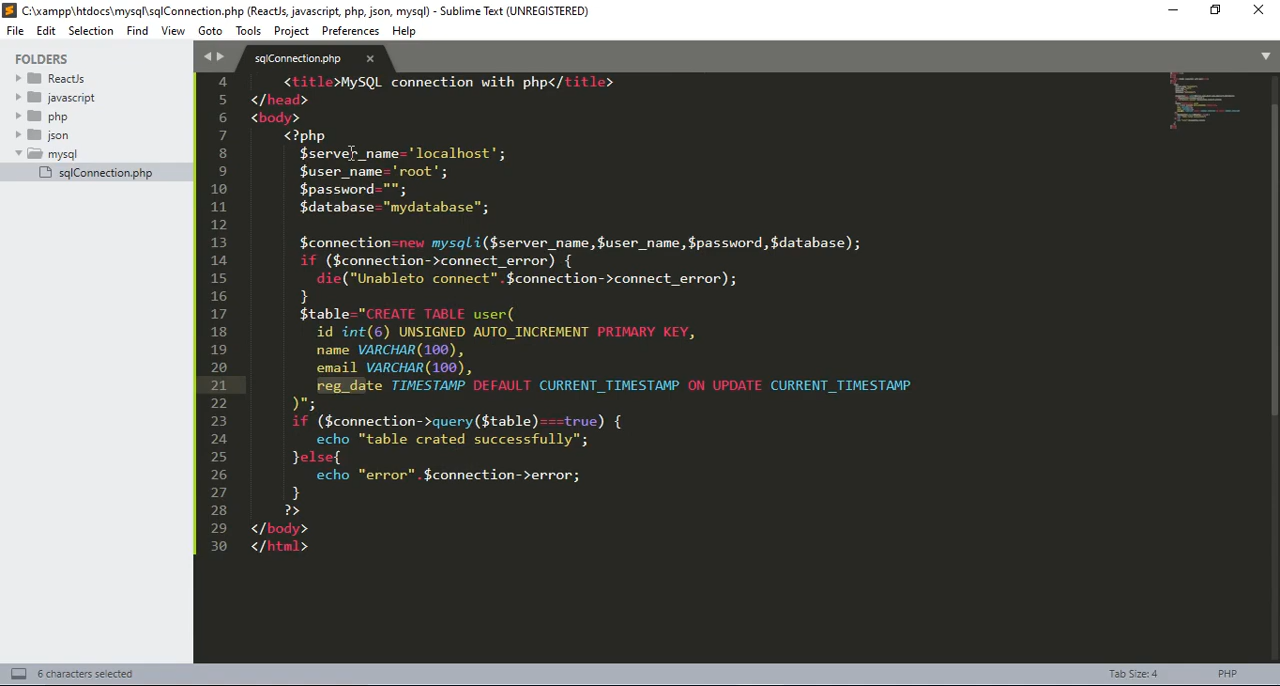 C:\xampp\htdocs\mysql\sqlConnection.php (ReactJs, javascript, php, json, mysql) - Sublime Text (UNREGISTERED)
File Edit Selection Find View Goto Tools Project Preferences Help
FOLDERS
ReactJs
javascript
php
json
mysql
sqlConnection.php
sqlConnection.php
4 <title>MySQL connection with php</title>
5 </head>
6 <body>
7 <?php
8 $server_name='localhost';
9 $user_name='root';
10 $password="";
11 $database="mydatabase";
12
13 $connection=new mysqli($server_name,$user_name,$password,$database);
14 if ($connection->connect_error) {
15 die("Unableto connect".$connection->connect_error);
16 }
17 $table="CREATE TABLE user(
18 id int(6) UNSIGNED AUTO_INCREMENT PRIMARY KEY,
19 name VARCHAR(100),
20 email VARCHAR(100),
21 reg_date TIMESTAMP DEFAULT CURRENT_TIMESTAMP ON UPDATE CURRENT_TIMESTAMP
22 )";
23 if ($connection->query($table)===true) {
24 echo "table crated successfully";
25 }else{
26 echo "error".$connection->error;
27 }
28 ?>
29 </body>
30 </html>
6 characters selected Tab Size: 4 PHP